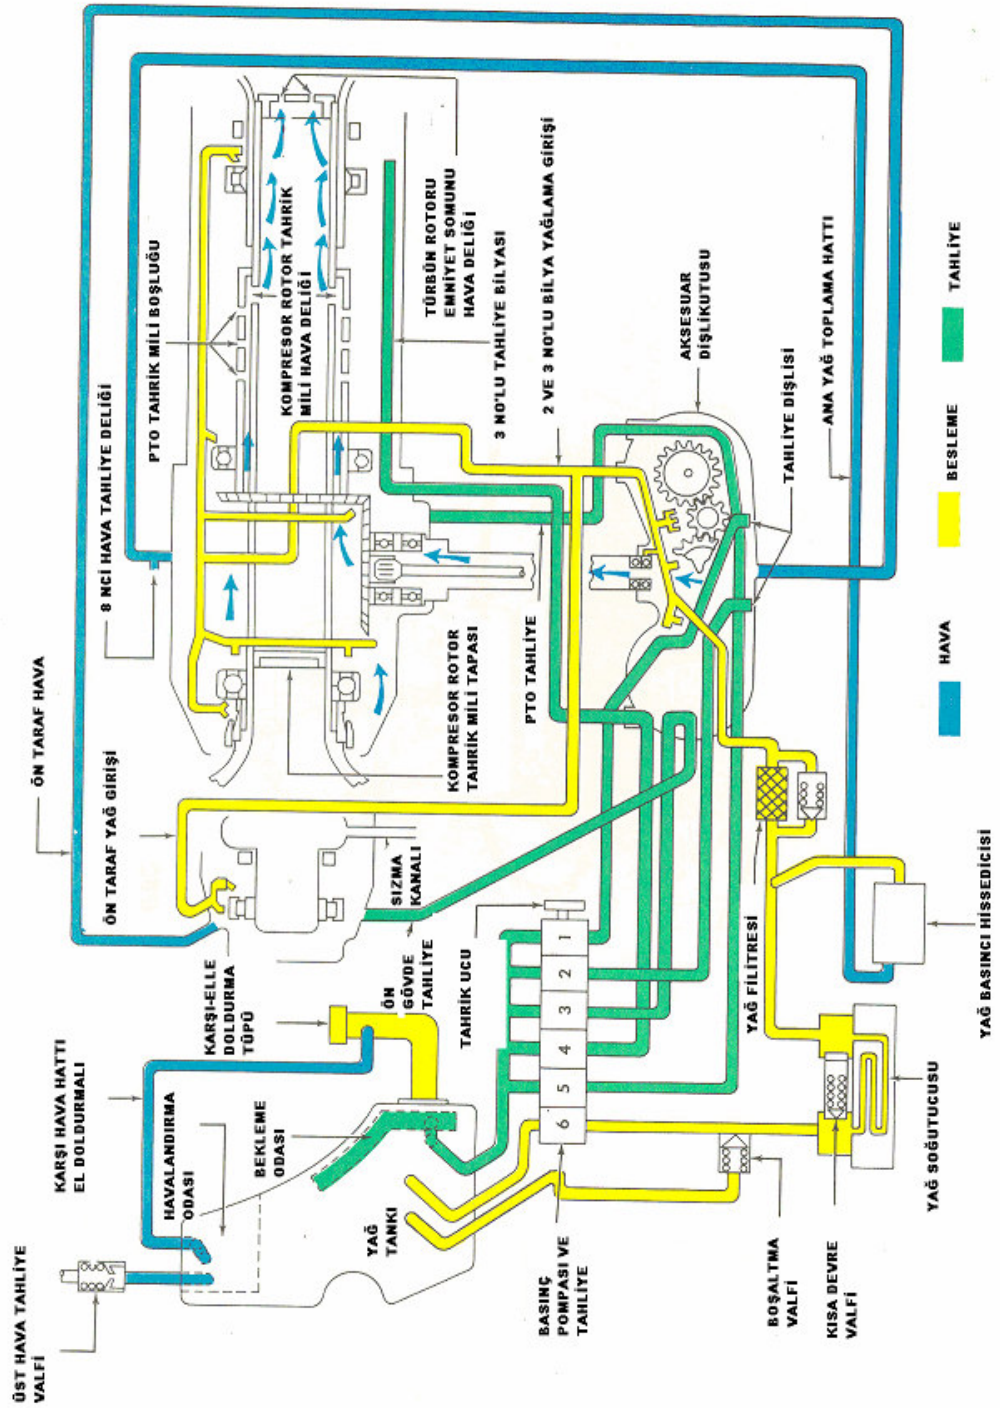 ÜST HAVA TAHLİYE
VALFİ
KARŞI HAVA HATTI
EL DOLDURMALI
HAVALANDIRMA
ODASI
BEKLEME
ODASI
YAĞ
TANKI
KARŞI-ELLE
DOLDURMA
TÜPÜ
ÖN TARAF HAVA
ÖN TARAF YAĞ GİRİŞİ
8 NCİ HAVA TAHLİYE DELİĞİ
PTO TAHRİK MİLİ BOŞLUĞU
KOMPRESOR ROTOR TAHRİK
MİLİ HAVA DELİĞİ
TÜRBÜN ROTORU
EMNİYET SOMUNU
HAVA DELİĞİ
3 NO'LU TAHLİYE BİLYASI
2 VE 3 NO'LU BİLYA YAĞLAMA GİRİŞİ
KOMPRESOR ROTOR
TAHRİK MİLİ TAPASI
PTO TAHLİYE
SIZMA
KANALI
ÖN
GÖVDE
TAHLİYE
TAHRİK UCU
6
5
4
3
2
1
BASINÇ
POMPASI VE
TAHLİYE
AKSESUAR
DİŞLİKUTUSU
TAHLİYE DİŞLİSİ
ANA YAĞ TOPLAMA HATTI
YAĞ FİLİTRESİ
BOŞALTMA
VALFİ
KISA DEVRE
VALFİ
YAĞ SOĞUTUCUSU
YAĞ BASINCI HİSSEDİCİSİ
HAVA
BESLEME
TAHLİYE